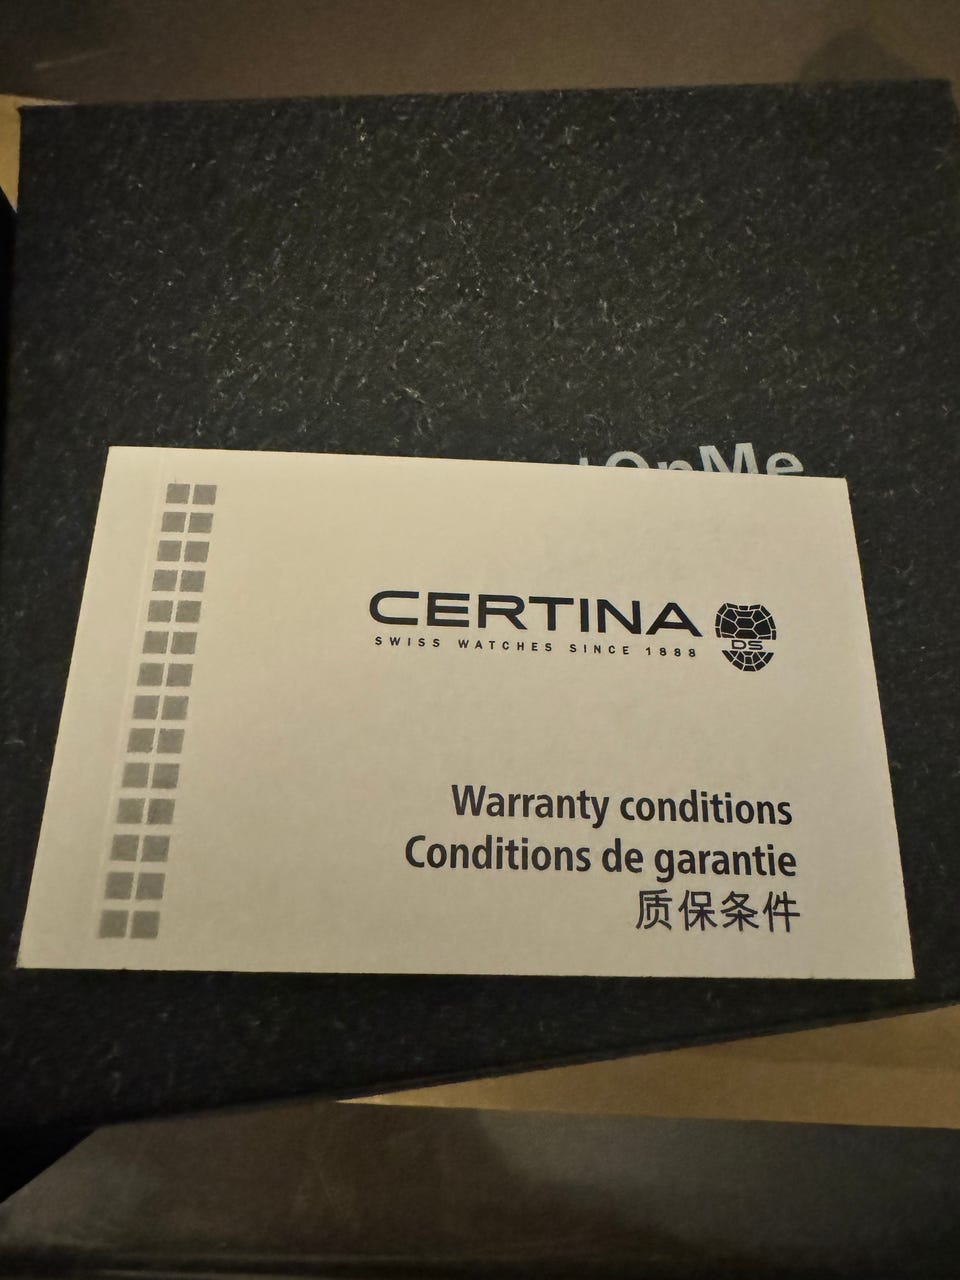 CERTINA
SWISS WATCHES SINCE 1888
DS
Warranty conditions
Conditions de garantie
质保条件